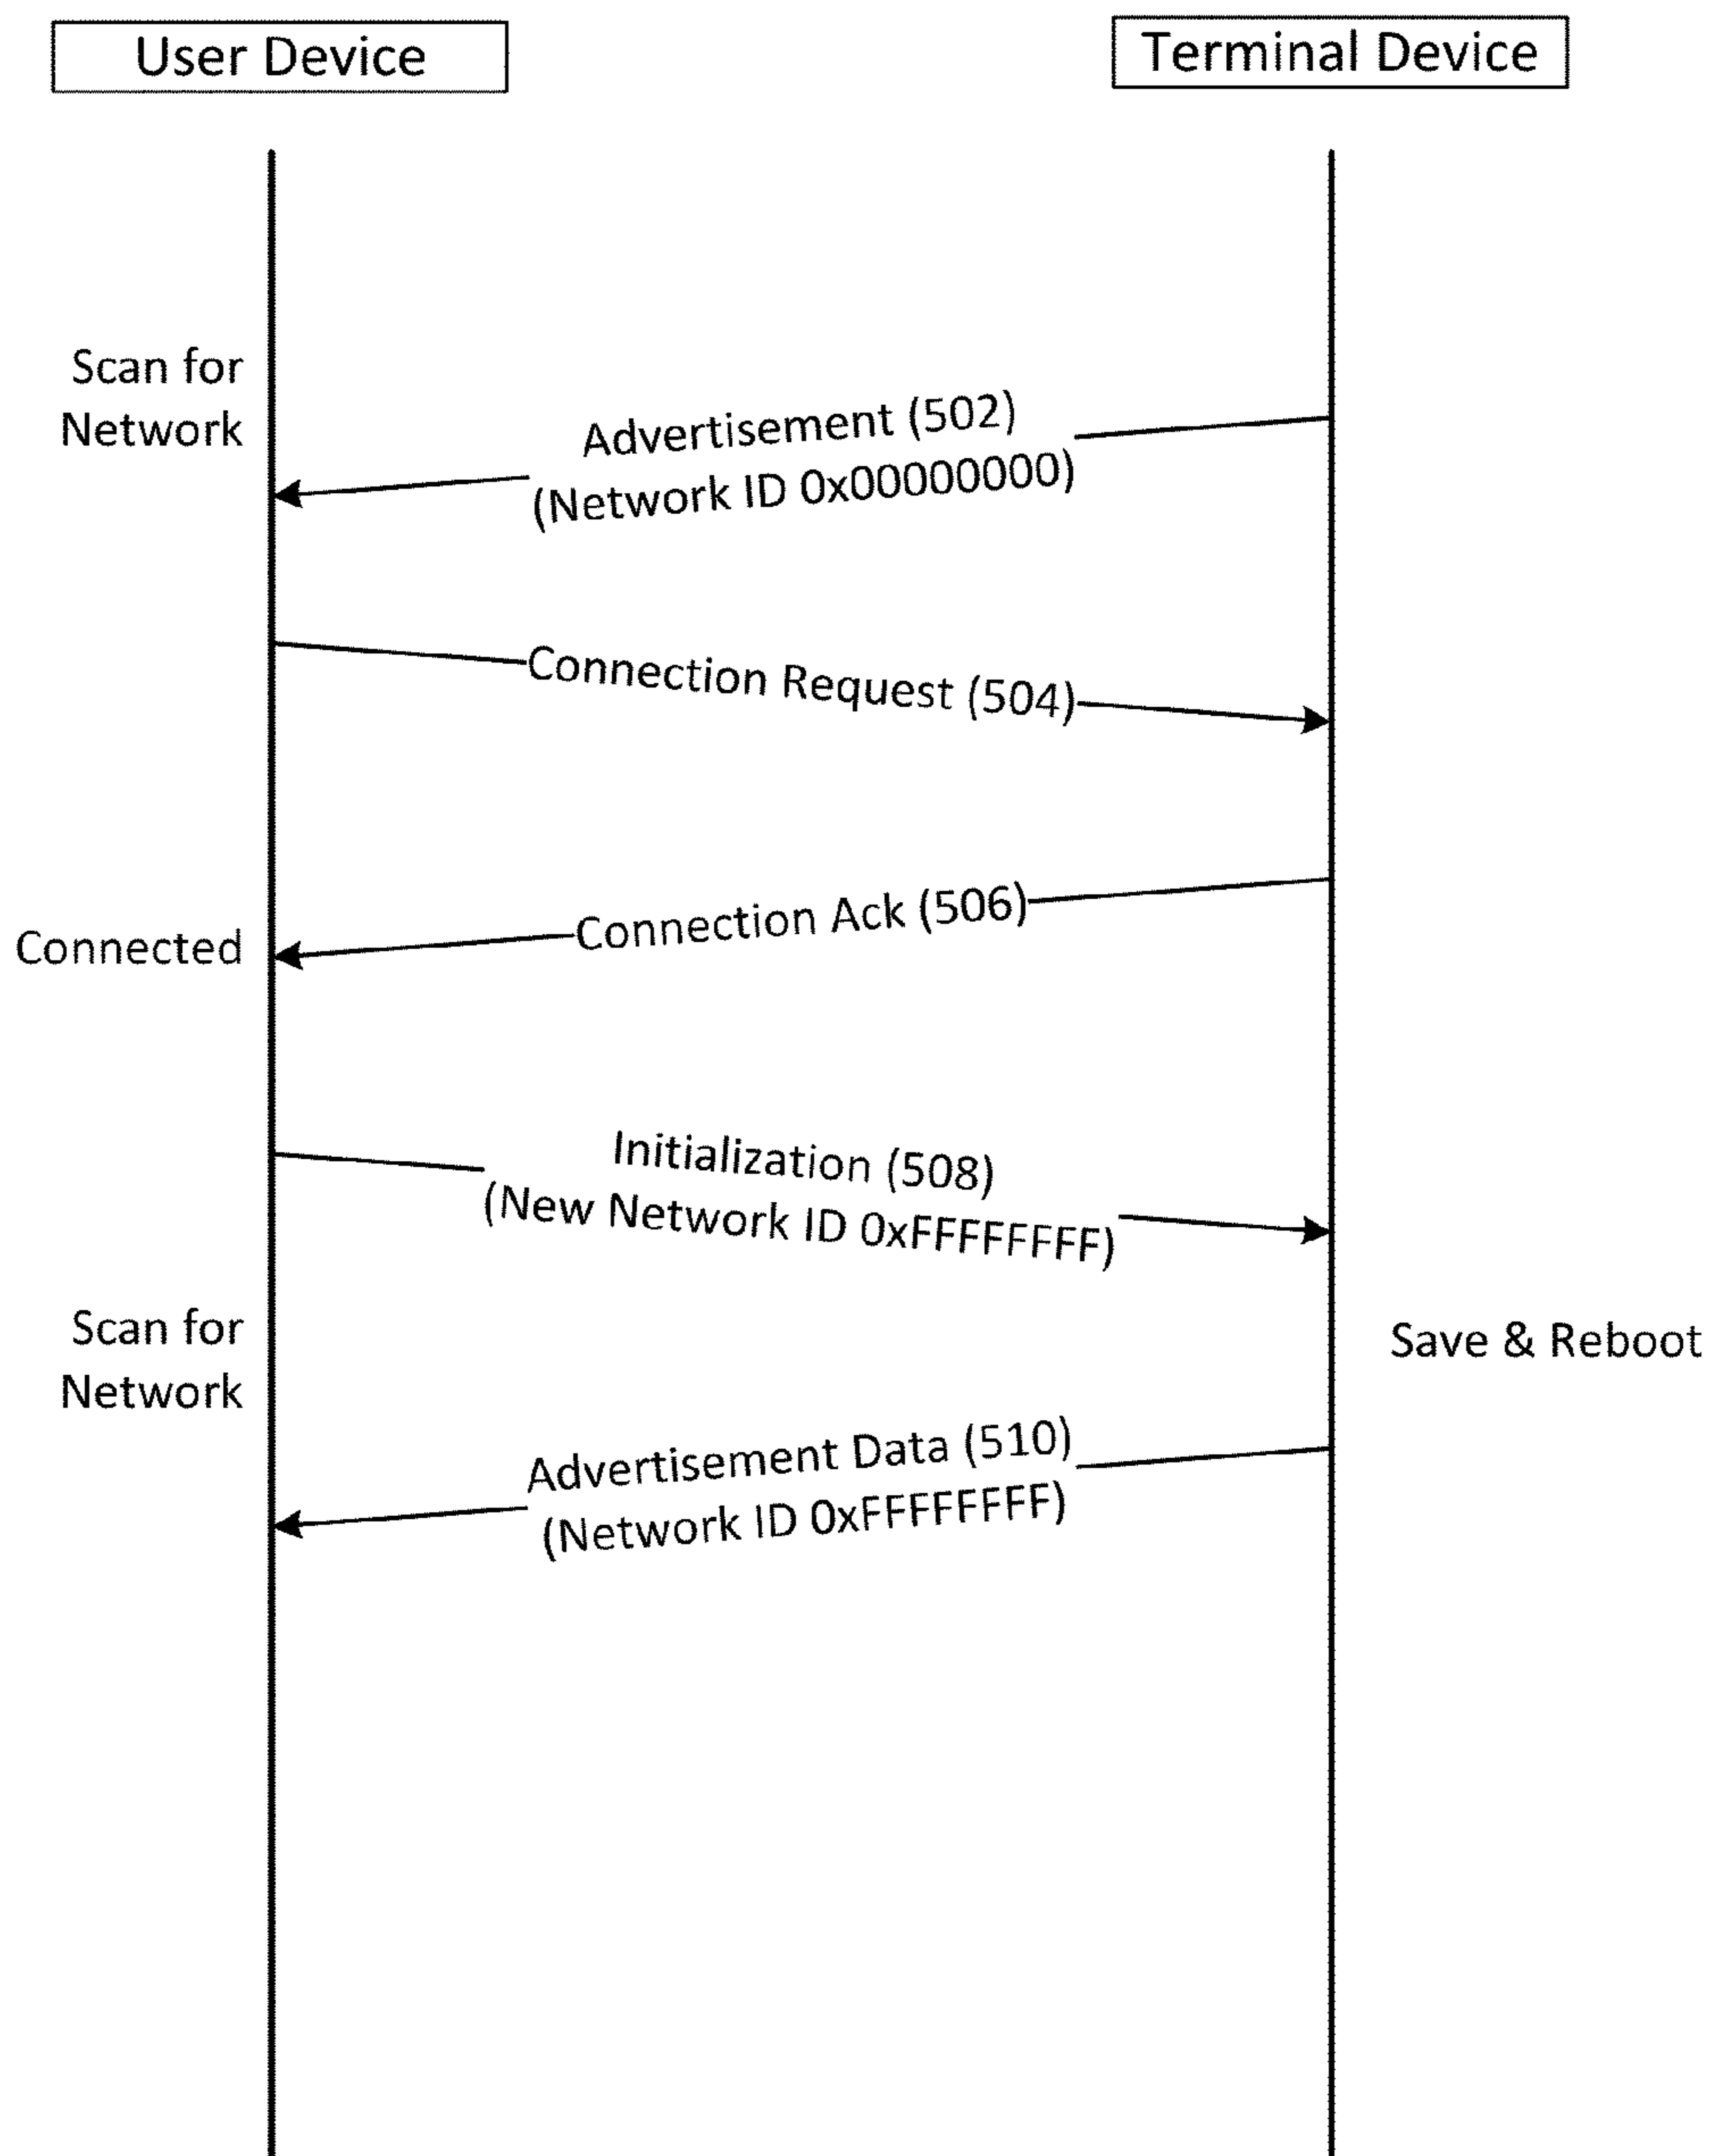 User Device
Terminal Device
Scan for
Network
Advertisement (502)
(Network ID 0x00000000)
Connection Request (504)
Connection Ack (506)
Connected
Initialization (508)
(New Network ID 0xFFFFFFFF)
Scan for
Network
Save & Reboot
Advertisement Data (510)
(Network ID 0xFFFFFFFF)